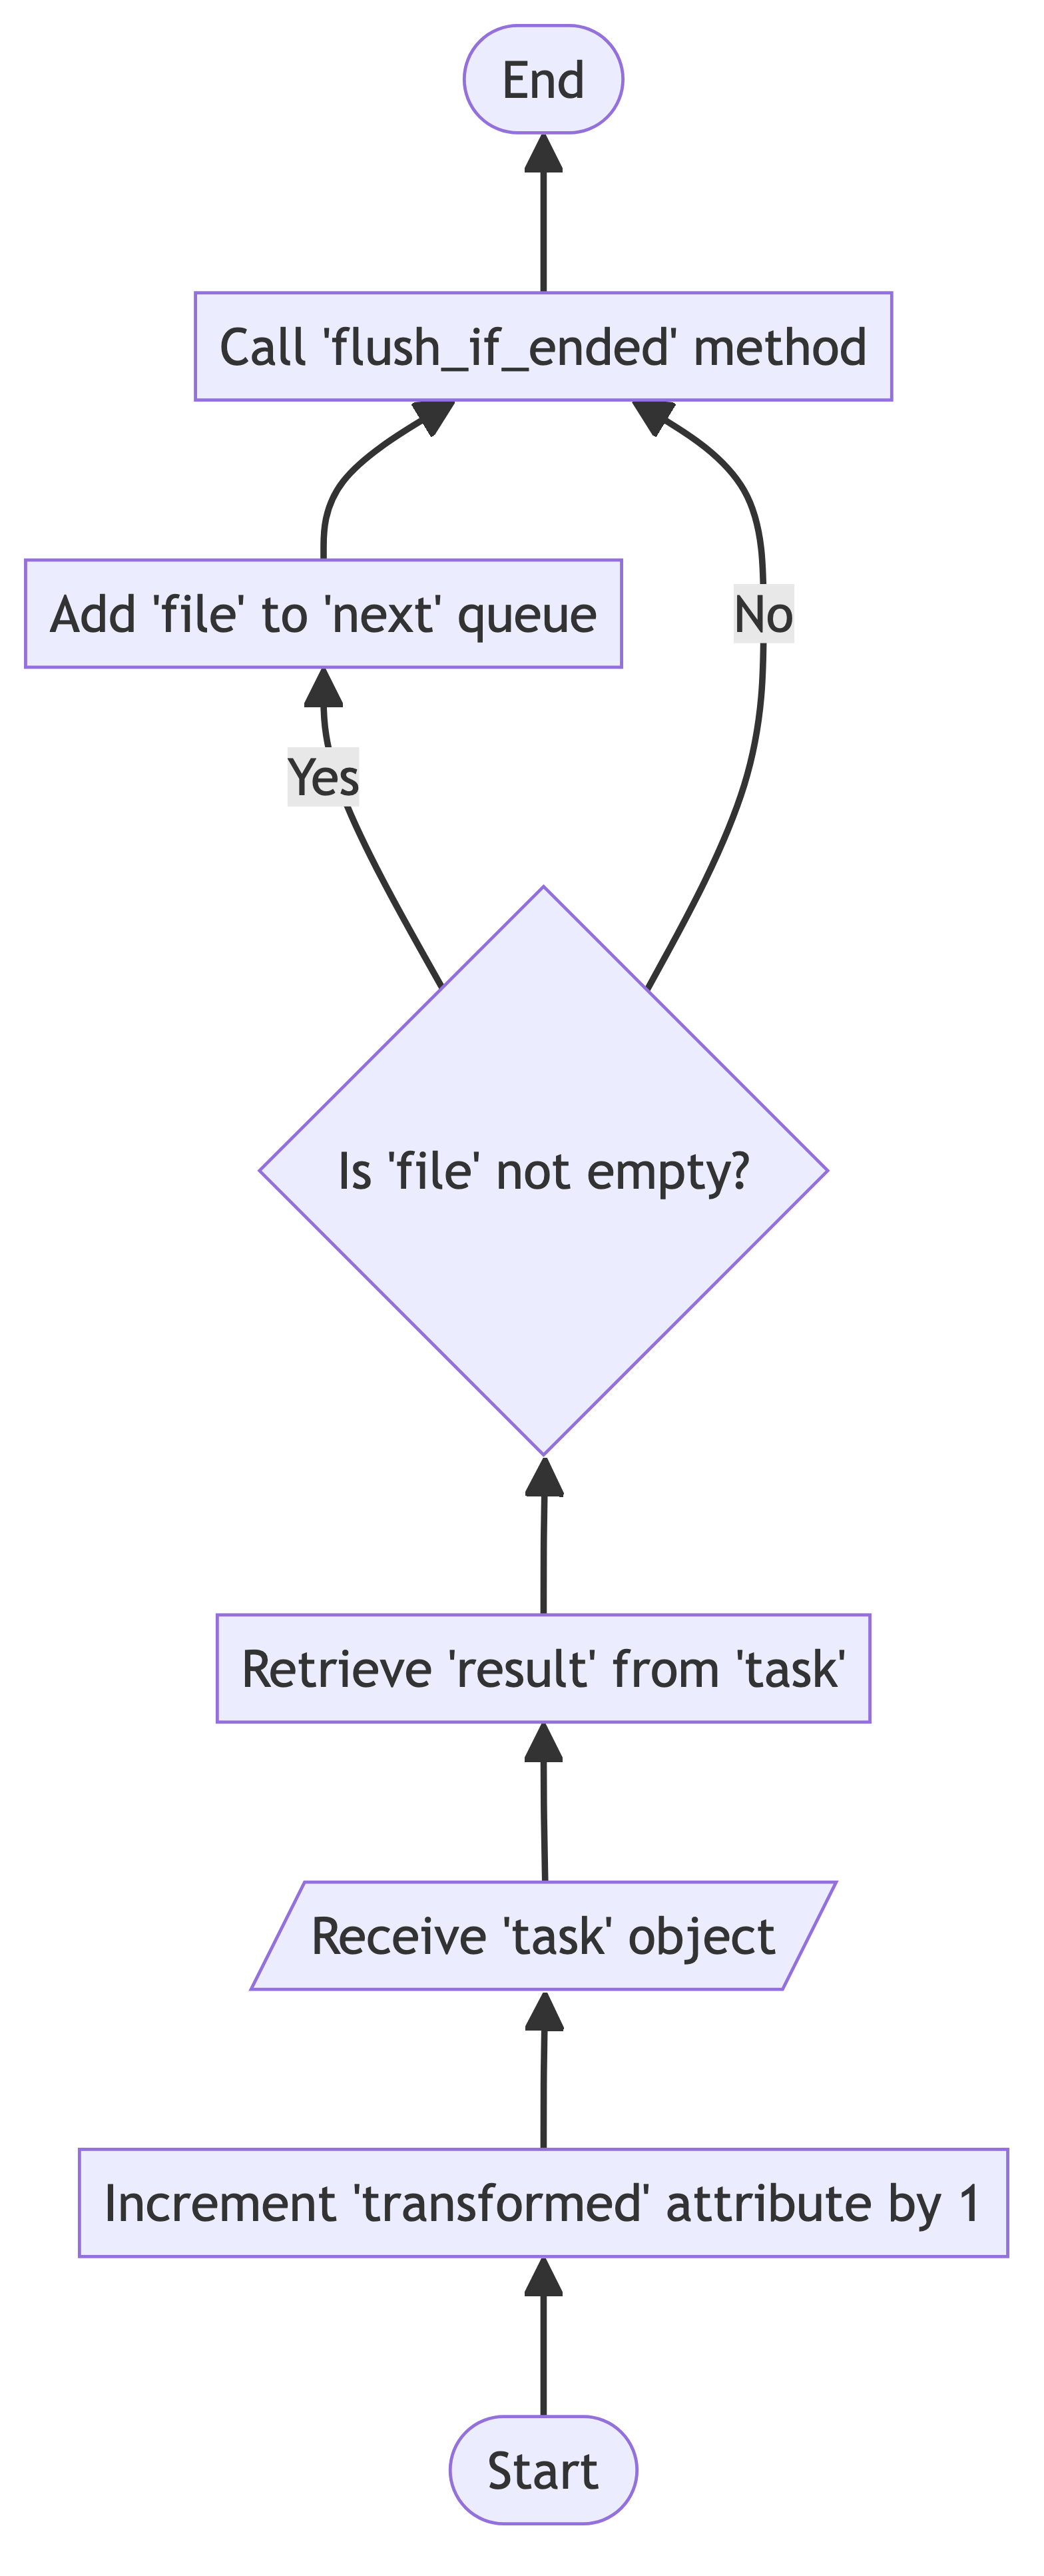 End
Call 'flush_if_ended' method
Add 'file' to 'next' queue
No
Yes
Is 'file' not empty?
Retrieve 'result' from 'task'
Receive 'task' object
Increment 'transformed' attribute by 1
Start